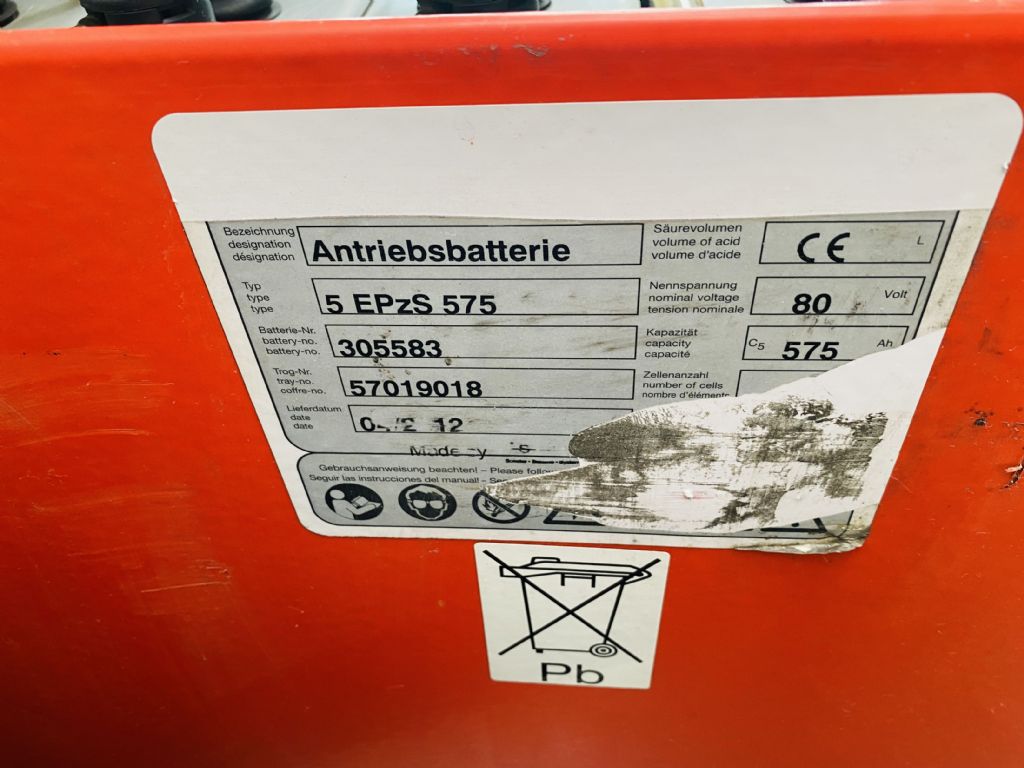 Bezeichnung
designation
désignation
Antriebsbatterie
Säurevolumen
volume of acid
volume d'acide
CE
L
Typ
type
type
5 EPzS 575
Nennspannung
nominal voltage
tension nominale
80
Volt
Batterie-Nr.
battery-no.
battery-no.
305583
Kapazität
capacity
capacité
C5
575
Ah
Trog-Nr.
tray-no.
coffre-no.
57019018
Zellenanzahl
number of cells
nombre d'éléments
Lieferdatum
date
date
12
Gebrauchsanweisung beachten! – Please
Seguir las instrucciones del manual! –
Pb